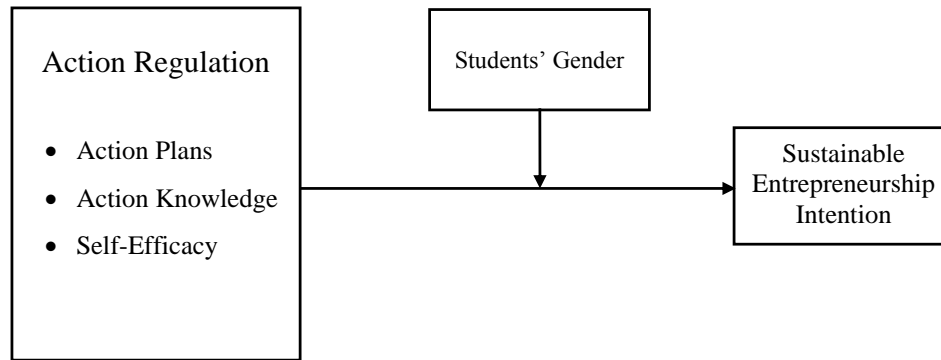 Action Regulation
• Action Plans
• Action Knowledge
• Self-Efficacy
Students’ Gender
Sustainable
Entrepreneurship
Intention